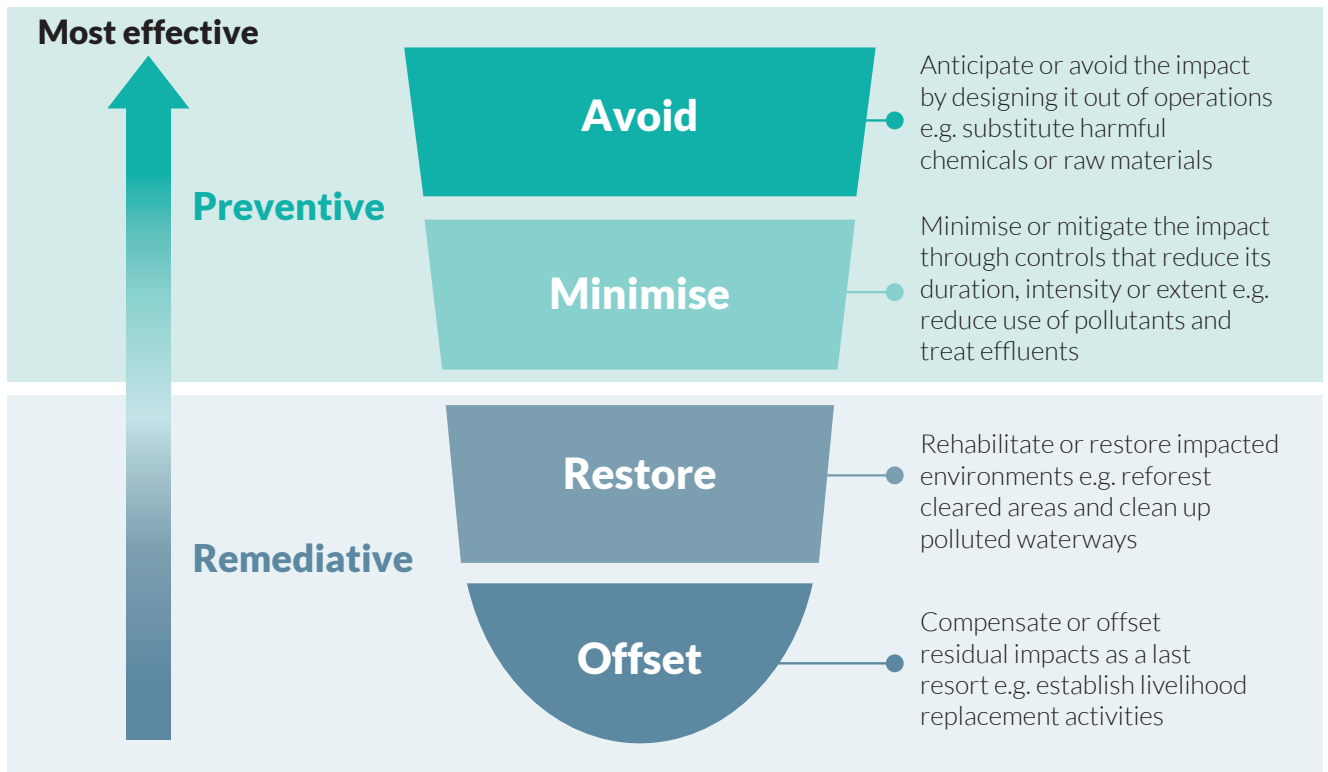 Most effective
Avoid
Anticipate or avoid the impact
by designing it out of operations
e.g. substitute harmful
chemicals or raw materials
Preventive
Minimise
Minimise or mitigate the impact
through controls that reduce its
duration, intensity or extent e.g.
reduce use of pollutants and
treat effluents
Restore
Rehabilitate or restore impacted
environments e.g. reforest
cleared areas and clean up
polluted waterways
Remediative
Offset
Compensate or offset
residual impacts as a last
resort e.g. establish livelihood
replacement activities